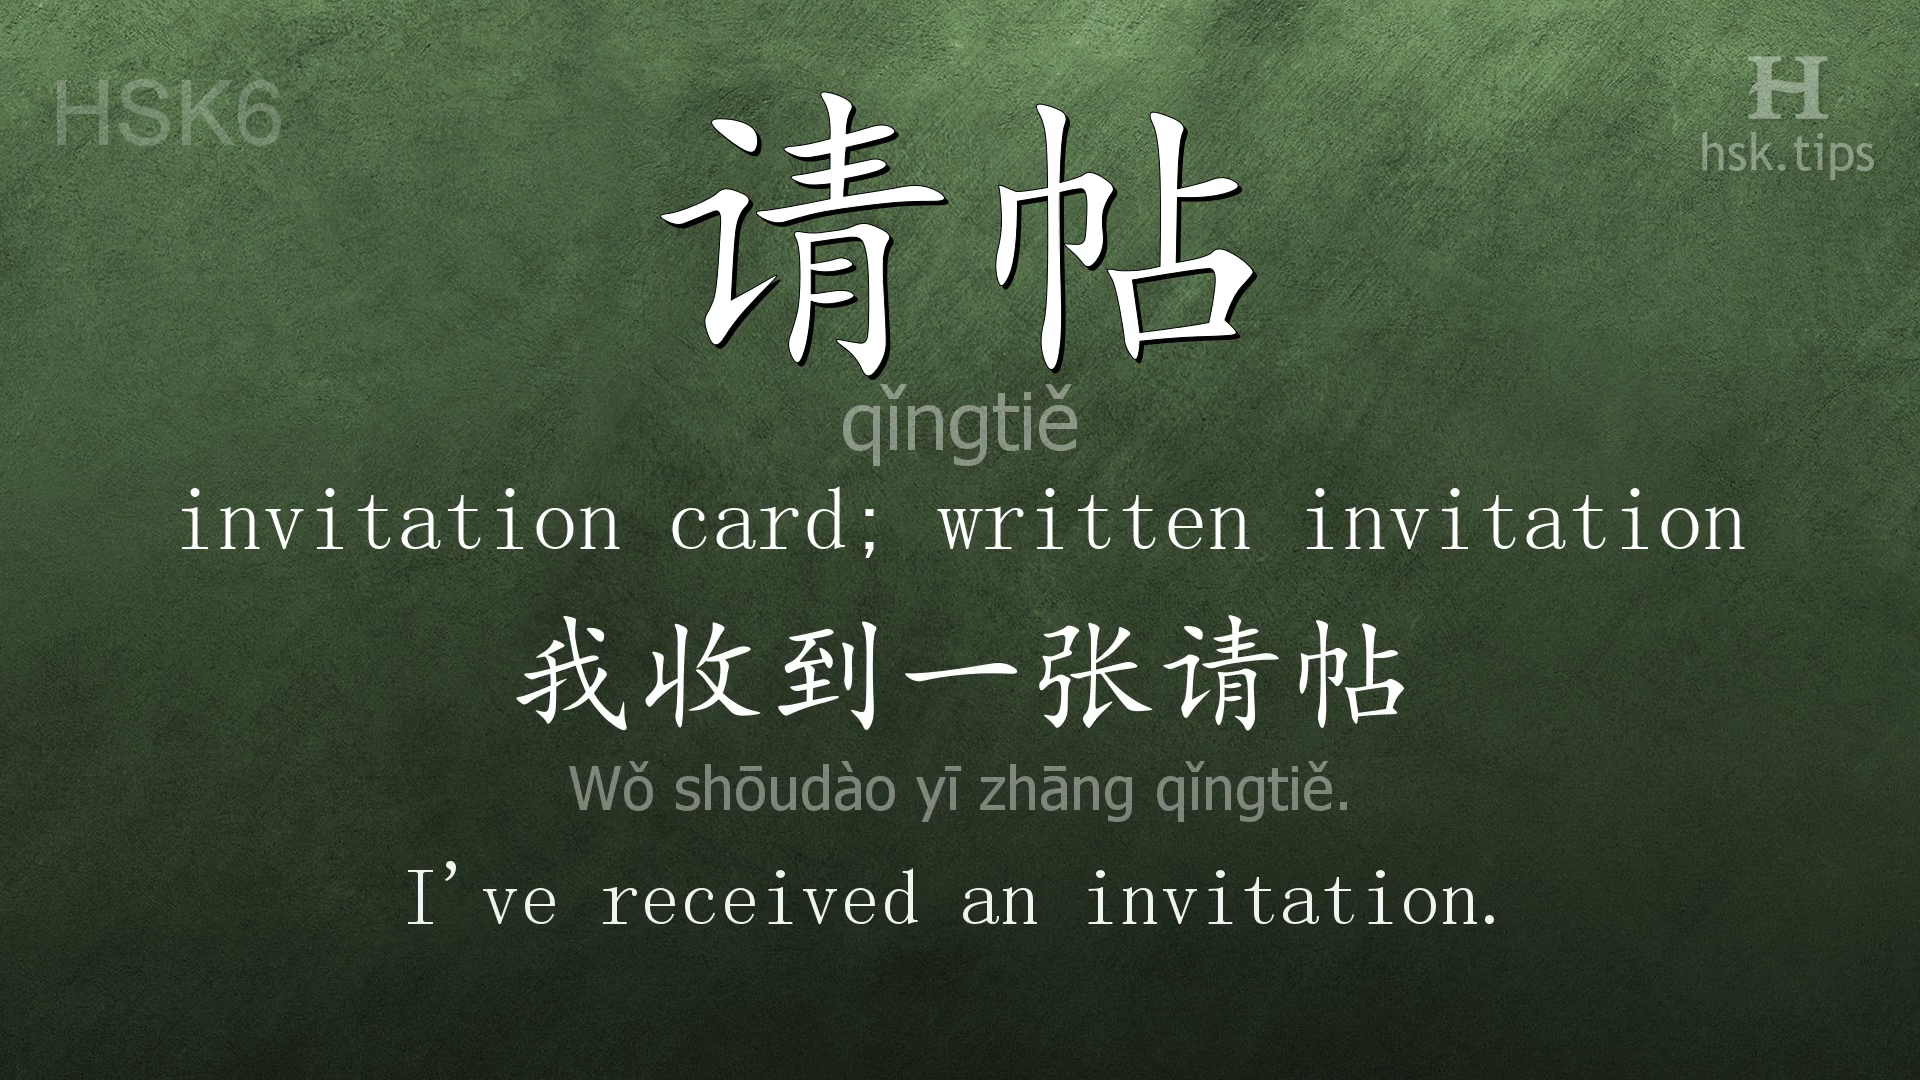 HSK6
H
hsk.tips
请帖
qǐngtiě
invitation card; written invitation
我收到一张请帖
Wǒ shōudào yī zhāng qǐngtiě.
I've received an invitation.